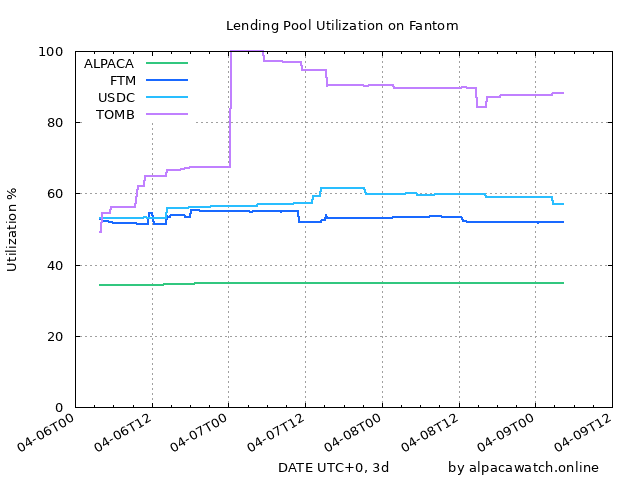 Lending Pool Utilization on Fantom
100
80
60
40
20
0
Utilization %
ALPACA
FTM
USDC
TOMB
04-06T00
04-06T12
04-07T00
04-07T12
04-08T00
04-08T12
04-09T00
04-09T12
DATE UTC+0, 3d
by alpacawatch.online